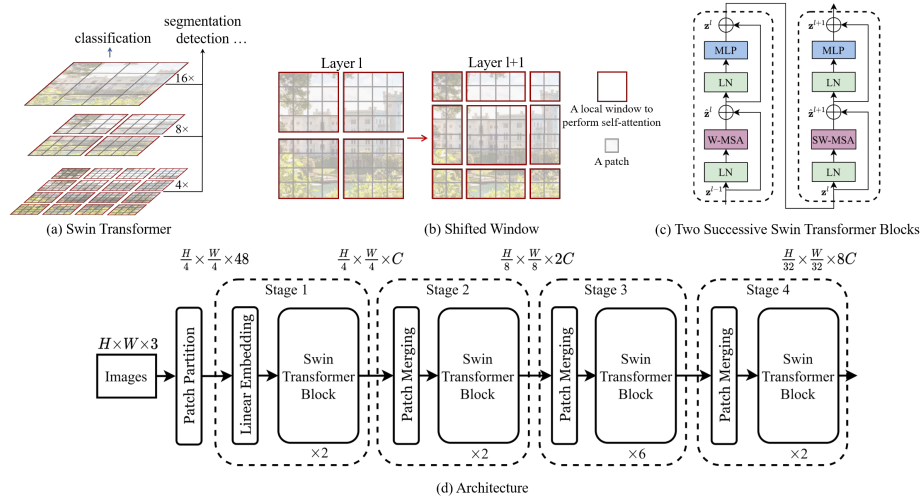 classification
segmentation
detection ...
16×
8×
4×
(a) Swin Transformer
Layer l
Layer l+1
A local window to
perform self-attention
A patch
(b) Shifted Window
z^l
MLP
LN
ẑ^l
W-MSA
LN
z^{l-1}
z^{l+1}
MLP
LN
ẑ^{l+1}
SW-MSA
LN
z^l
(c) Two Successive Swin Transformer Blocks
H/4 × W/4 × 48
H/4 × W/4 × C
H/8 × W/8 × 2C
H/32 × W/32 × 8C
H×W×3
Images
Patch Partition
Stage 1
Linear Embedding
Swin
Transformer
Block
×2
Stage 2
Patch Merging
Swin
Transformer
Block
×2
Stage 3
Patch Merging
Swin
Transformer
Block
×6
Stage 4
Patch Merging
Swin
Transformer
Block
×2
(d) Architecture